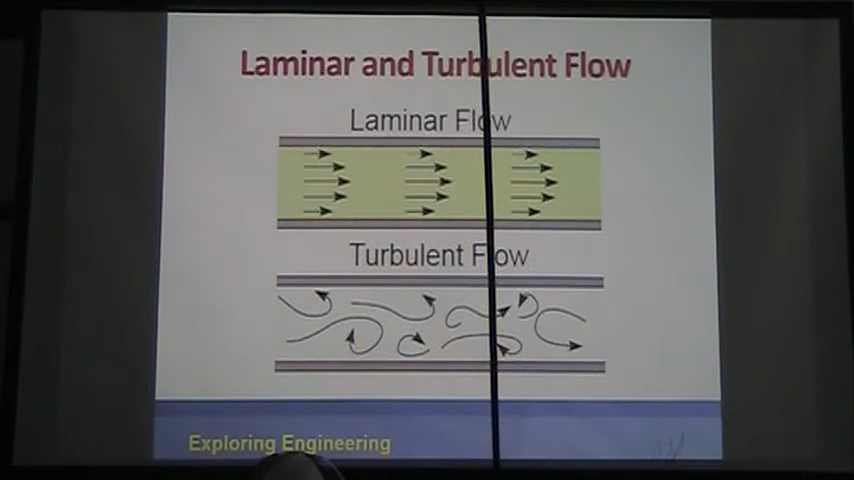 Laminar and Turbulent Flow
Laminar Flow
Turbulent Flow
Exploring Engineering